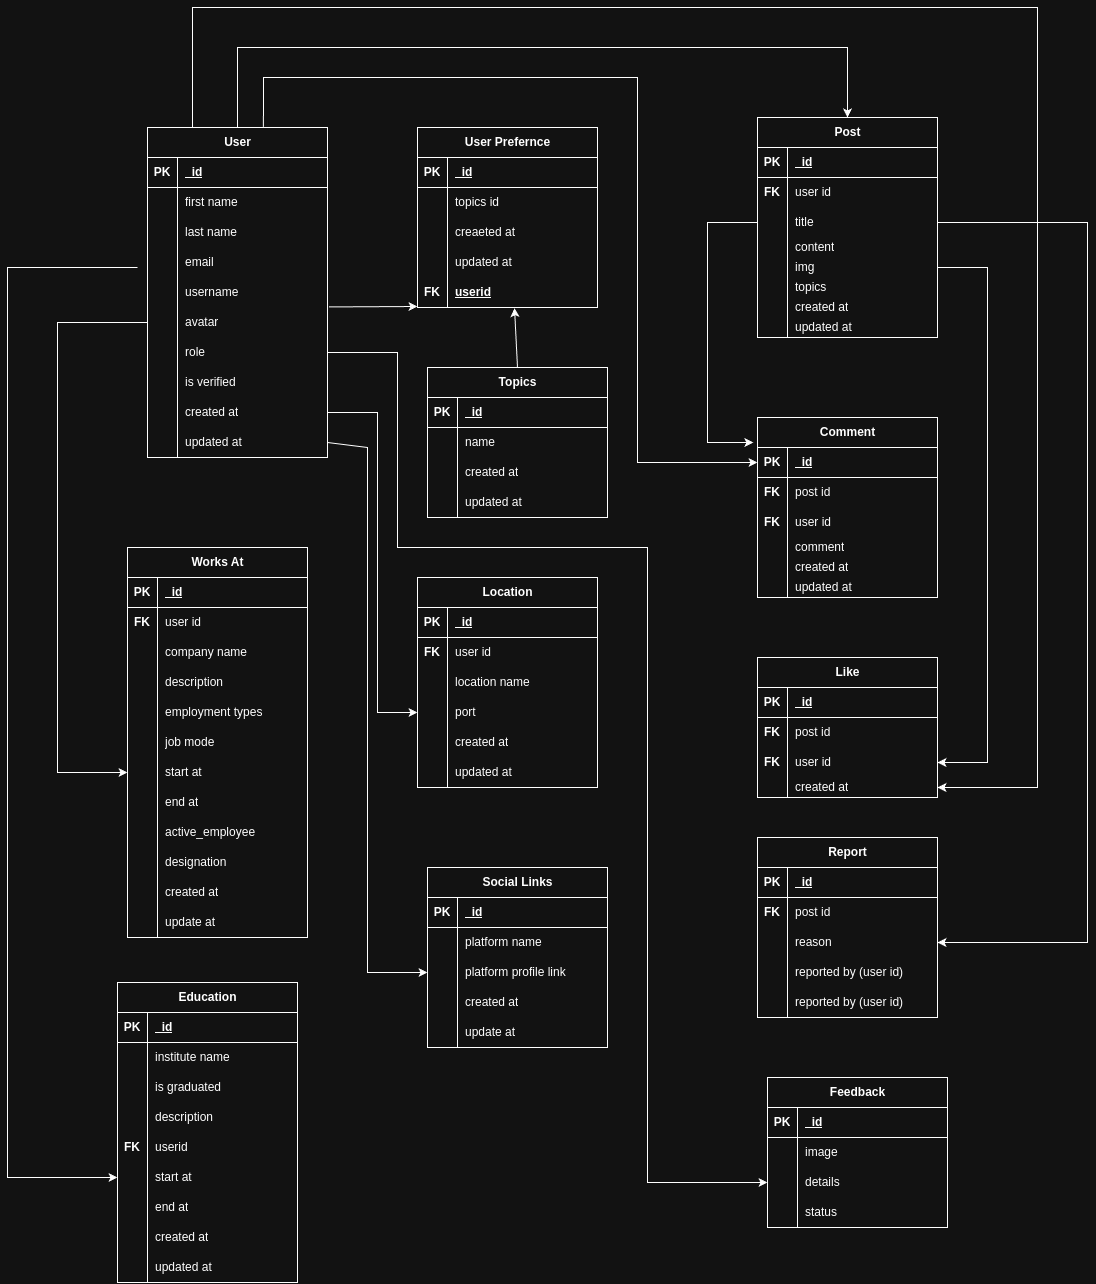 User
PK _id
first name
last name
email
username
avatar
role
is verified
created at
updated at
User Prefernce
PK _id
topics id
creaeted at
updated at
FK userid
Post
PK _id
FK user id
title
content
img
topics
created at
updated at
Topics
PK _id
name
created at
updated at
Comment
PK _id
FK post id
FK user id
comment
created at
updated at
Works At
PK _id
FK user id
company name
description
employment types
job mode
start at
end at
active_employee
designation
created at
update at
Location
PK _id
FK user id
location name
port
created at
updated at
Like
PK _id
FK post id
FK user id
created at
Social Links
PK _id
platform name
platform profile link
created at
update at
Report
PK _id
FK post id
reason
reported by (user id)
reported by (user id)
Education
PK _id
institute name
is graduated
description
FK userid
start at
end at
created at
updated at
Feedback
PK _id
image
details
status